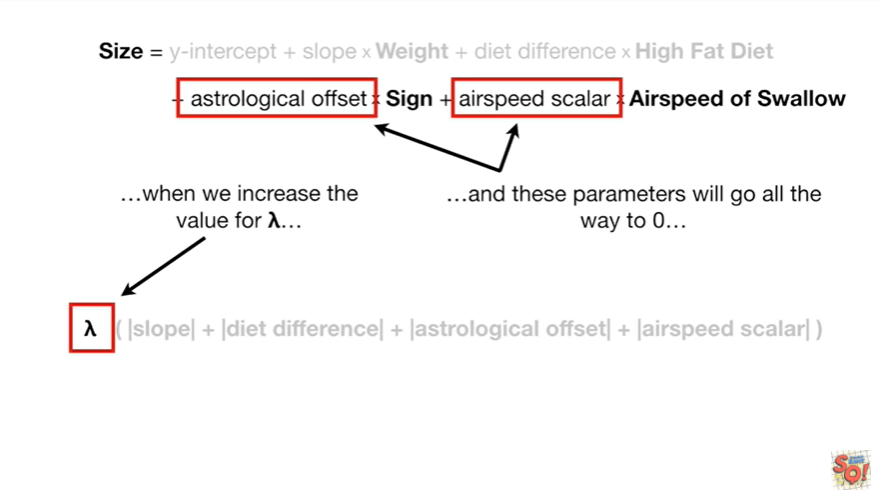 Size = y-intercept + slope x Weight + diet difference x High Fat Diet
+ astrological offset x Sign + airspeed scalar x Airspeed of Swallow
…when we increase the
value for λ…
…and these parameters will go all the
way to 0…
λ ( |slope| + |diet difference| + |astrological offset| + |airspeed scalar| )
SQ!